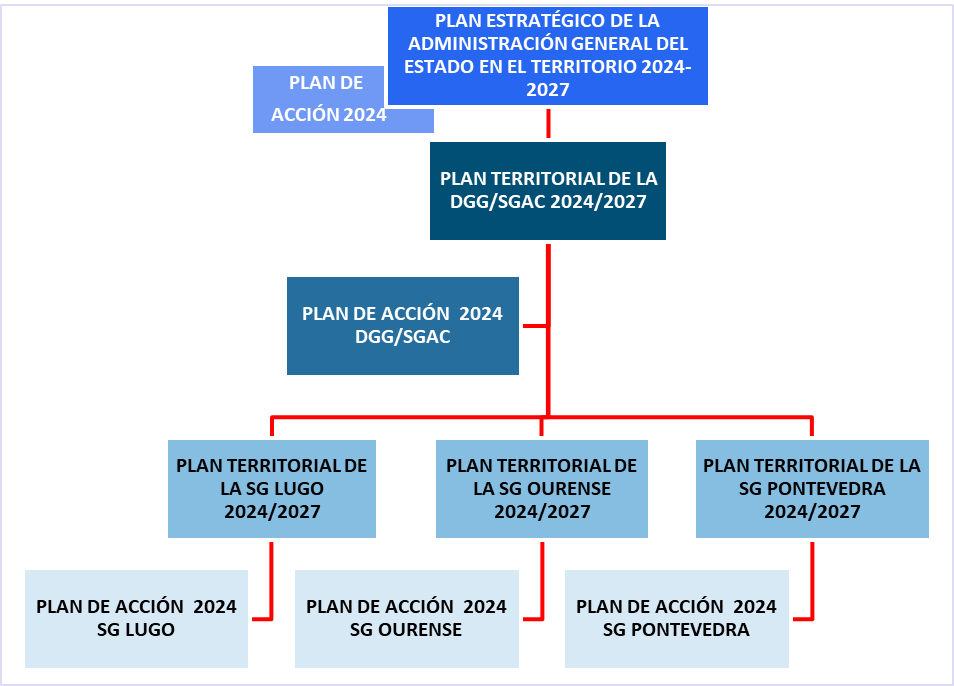 PLAN ESTRATÉGICO DE LA
ADMINISTRACIÓN GENERAL DEL
ESTADO EN EL TERRITORIO 2024-
2027
PLAN DE
ACCIÓN 2024
PLAN TERRITORIAL DE LA
DGG/SGAC 2024/2027
PLAN DE ACCIÓN 2024
DGG/SGAC
PLAN TERRITORIAL DE
LA SG LUGO
2024/2027
PLAN TERRITORIAL DE
LA SG OURENSE
2024/2027
PLAN TERRITORIAL DE LA
SG PONTEVEDRA
2024/2027
PLAN DE ACCIÓN 2024
SG LUGO
PLAN DE ACCIÓN 2024
SG OURENSE
PLAN DE ACCIÓN 2024
SG PONTEVEDRA